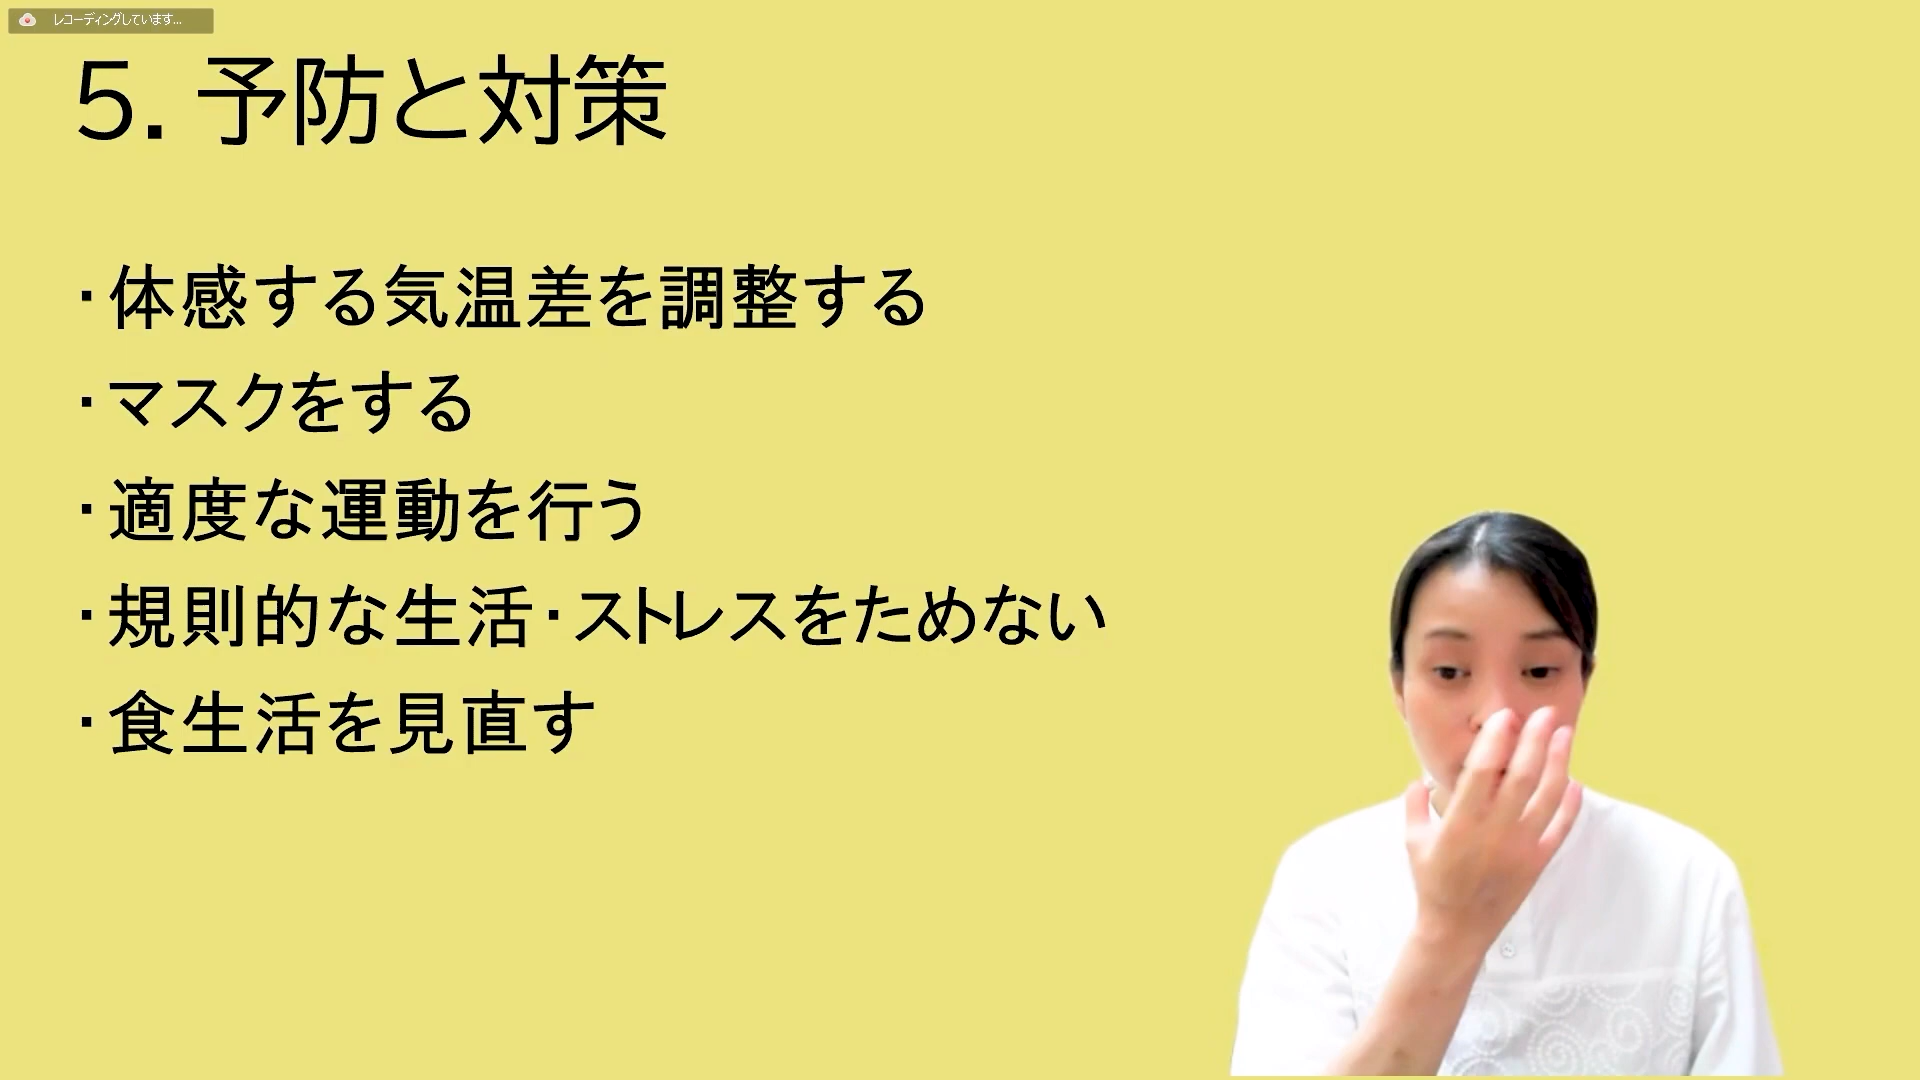 レコーディングしています...
5. 予防と対策
・体感する気温差を調整する
・マスクをする
・適度な運動を行う
・規則的な生活・ストレスをためない
・食生活を見直す